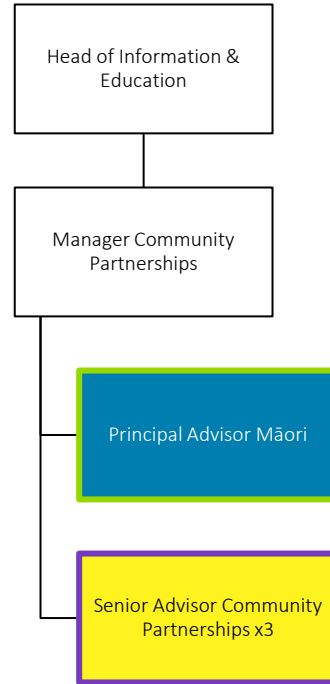 Head of Information &
Education
Manager Community
Partnerships
Principal Advisor Māori
Senior Advisor Community
Partnerships x3